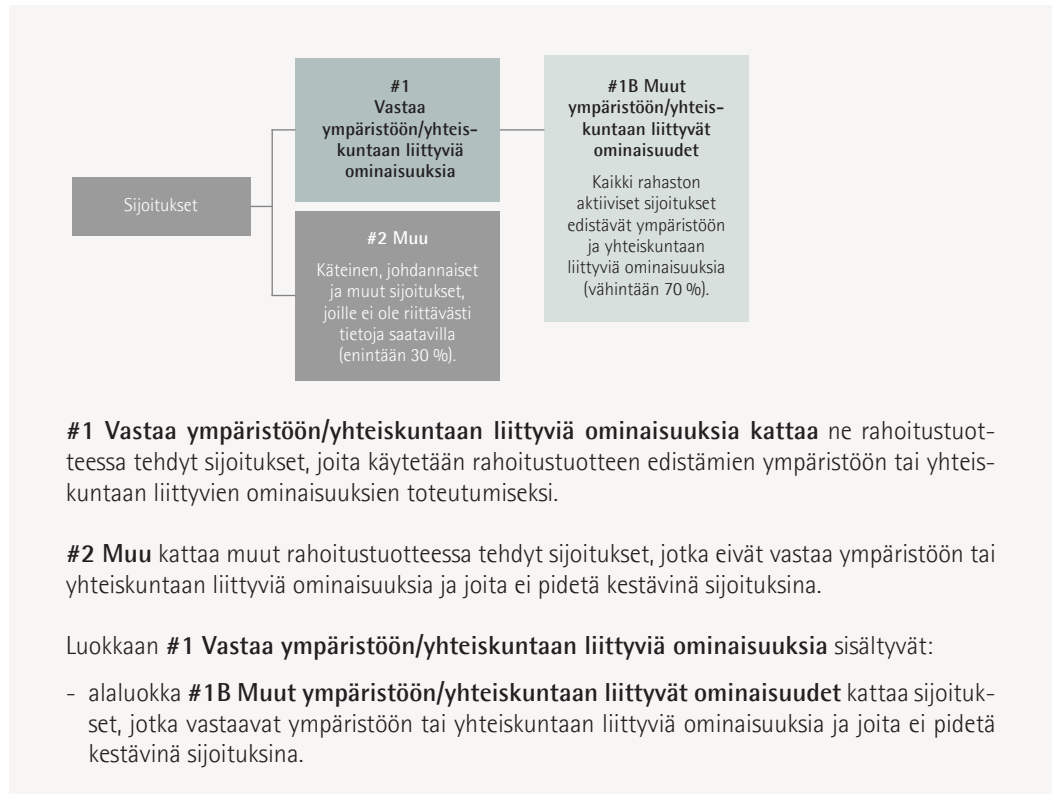 #1
Vastaa
ympäristöön/yhteis-
kuntaan liittyviä
ominaisuuksia
#1B Muut
ympäristöön/yhteis-
kuntaan liittyvät
ominaisuudet
Kaikki rahaston
aktiiviset sijoitukset
edistävät ympäristöön
ja yhteiskuntaan
liittyviä ominaisuuksia
(vähintään 70 %).
Sijoitukset
#2 Muu
Käteinen, johdannaiset
ja muut sijoitukset,
joille ei ole riittävästi
tietoja saatavilla
(enintään 30 %).
#1 Vastaa ympäristöön/yhteiskuntaan liittyviä ominaisuuksia kattaa ne rahoitustuot-
teessa tehdyt sijoitukset, joita käytetään rahoitustuotteen edistämien ympäristöön tai yhteis-
kuntaan liittyvien ominaisuuksien toteutumiseksi.
#2 Muu kattaa muut rahoitustuotteessa tehdyt sijoitukset, jotka eivät vastaa ympäristöön tai
yhteiskuntaan liittyviä ominaisuuksia ja joita ei pidetä kestävinä sijoituksina.
Luokkaan #1 Vastaa ympäristöön/yhteiskuntaan liittyviä ominaisuuksia sisältyvät:
- alaluokka #1B Muut ympäristöön/yhteiskuntaan liittyvät ominaisuudet kattaa sijoituk-
set, jotka vastaavat ympäristöön tai yhteiskuntaan liittyviä ominaisuuksia ja joita ei pidetä
kestävinä sijoituksina.